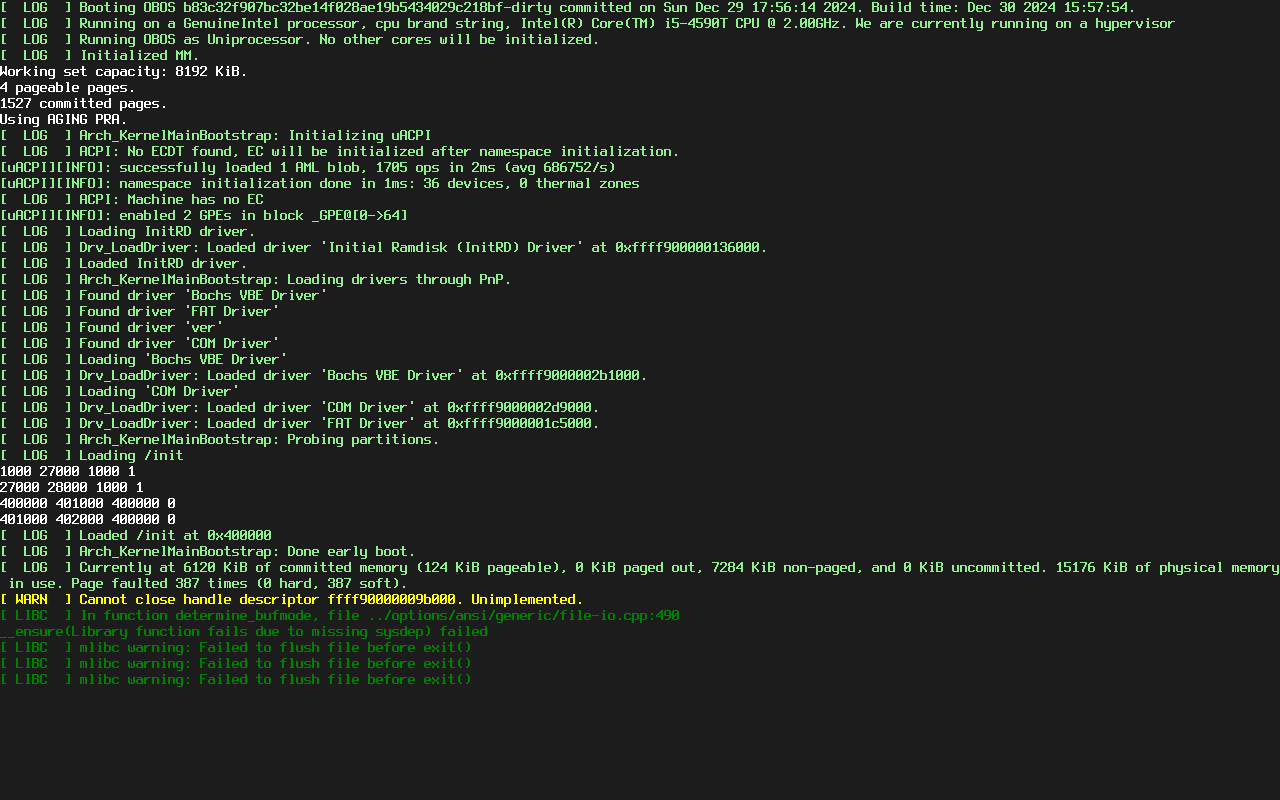 [  LOG  ] Booting OBOS b83c32f907bc32be14f028ae19b5434029c218bf-dirty committed on Sun Dec 29 17:56:14 2024. Build time: Dec 30 2024 15:57:54.
[  LOG  ] Running on a GenuineIntel processor, cpu brand string, Intel(R) Core(TM) i5-4590T CPU @ 2.00GHz. We are currently running on a hypervisor
[  LOG  ] Running OBOS as Uniprocessor. No other cores will be initialized.
[  LOG  ] Initialized MM.
Working set capacity: 8192 KiB.
4 pageable pages.
1527 committed pages.
Using AGING PRA.
[  LOG  ] Arch_KernelMainBootstrap: Initializing uACPI
[  LOG  ] ACPI: No ECDT found, EC will be initialized after namespace initialization.
[uACPI][INFO]: successfully loaded 1 AML blob, 1705 ops in 2ms (avg 686752/s)
[uACPI][INFO]: namespace initialization done in 1ms: 36 devices, 0 thermal zones
[  LOG  ] ACPI: Machine has no EC
[uACPI][INFO]: enabled 2 GPEs in block _GPE@[0->64]
[  LOG  ] Loading InitRD driver.
[  LOG  ] Drv_LoadDriver: Loaded driver 'Initial Ramdisk (InitRD) Driver' at 0xffff900000136000.
[  LOG  ] Loaded InitRD driver.
[  LOG  ] Arch_KernelMainBootstrap: Loading drivers through PnP.
[  LOG  ] Found driver 'Bochs VBE Driver'
[  LOG  ] Found driver 'FAT Driver'
[  LOG  ] Found driver 'ver'
[  LOG  ] Found driver 'COM Driver'
[  LOG  ] Loading 'Bochs VBE Driver'
[  LOG  ] Drv_LoadDriver: Loaded driver 'Bochs VBE Driver' at 0xffff9000002b1000.
[  LOG  ] Loading 'COM Driver'
[  LOG  ] Drv_LoadDriver: Loaded driver 'COM Driver' at 0xffff9000002d9000.
[  LOG  ] Drv_LoadDriver: Loaded driver 'FAT Driver' at 0xffff9000001c5000.
[  LOG  ] Arch_KernelMainBootstrap: Probing partitions.
[  LOG  ] Loading /init
1000 27000 1000 1
27000 28000 1000 1
400000 401000 400000 0
401000 402000 400000 0
[  LOG  ] Loaded /init at 0x400000
[  LOG  ] Arch_KernelMainBootstrap: Done early boot.
[  LOG  ] Currently at 6120 KiB of committed memory (124 KiB pageable), 0 KiB paged out, 7284 KiB non-paged, and 0 KiB uncommitted. 15176 KiB of physical memory
 in use. Page faulted 387 times (0 hard, 387 soft).
[ WARN  ] Cannot close handle descriptor ffff90000009b000. Unimplemented.
[ LIBC  ] In function determine_bufmode, file ../options/ansi/generic/file-io.cpp:490
__ensure(Library function fails due to missing sysdep) failed
[ LIBC  ] mlibc warning: Failed to flush file before exit()
[ LIBC  ] mlibc warning: Failed to flush file before exit()
[ LIBC  ] mlibc warning: Failed to flush file before exit()